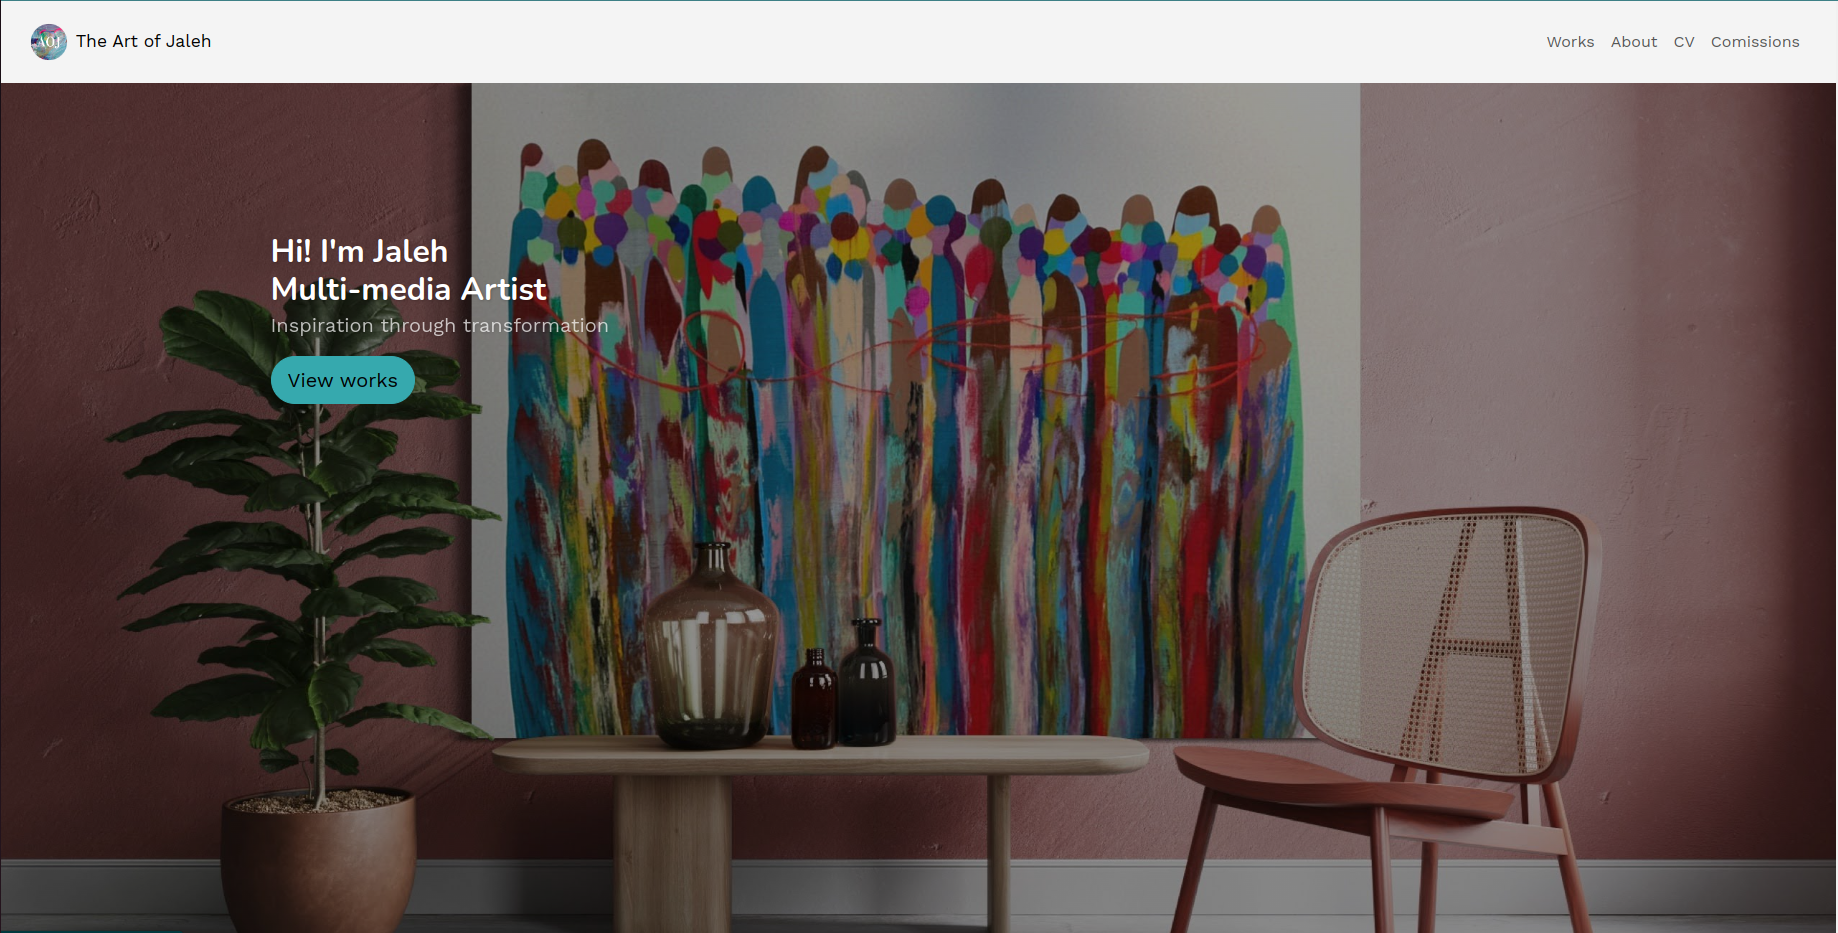 AOJ
The Art of Jaleh
Works About CV Comissions
Hi! I'm Jaleh
Multi-media Artist
Inspiration through transformation
View works